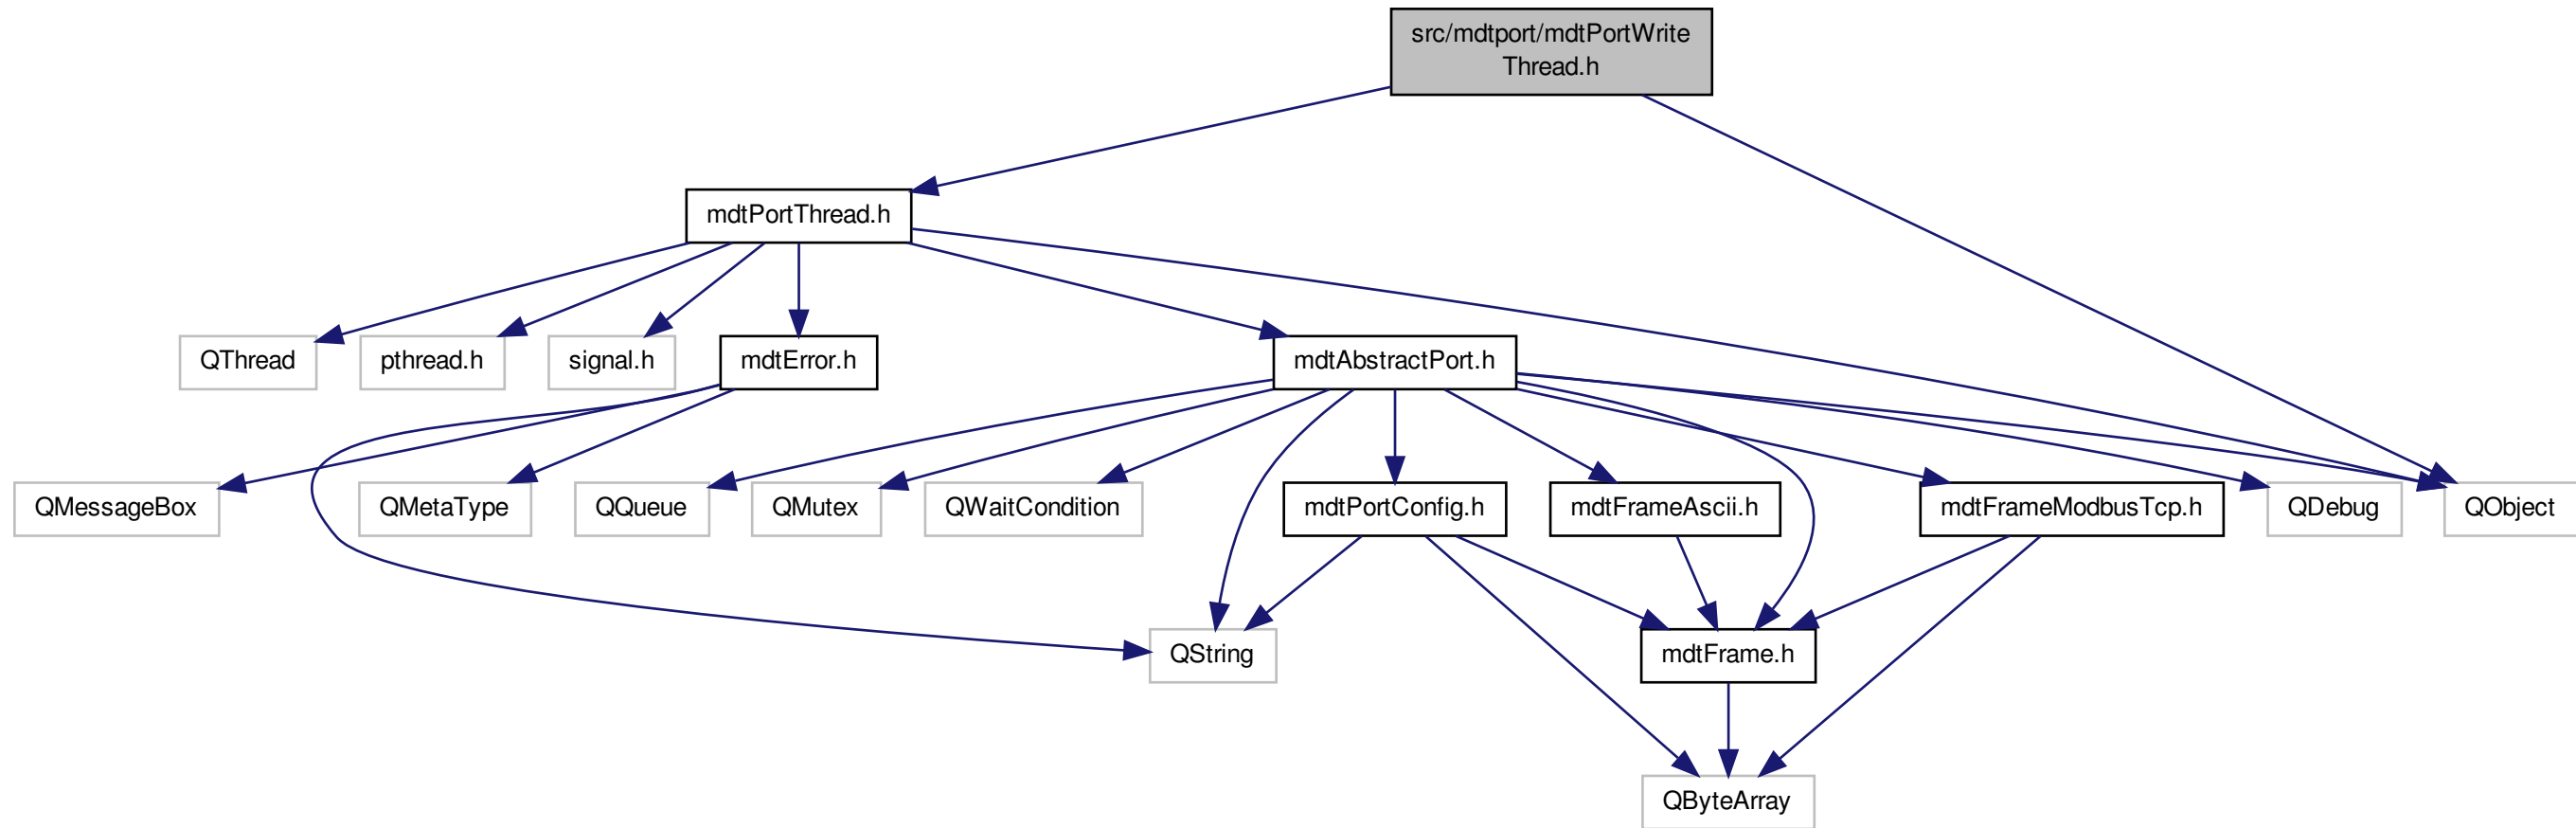 src/mdtport/mdtPortWrite
Thread.h
mdtPortThread.h
QThread
pthread.h
signal.h
mdtError.h
mdtAbstractPort.h
QMessageBox
QMetaType
QQueue
QMutex
QWaitCondition
mdtPortConfig.h
mdtFrameAscii.h
mdtFrameModbusTcp.h
QDebug
QObject
QString
mdtFrame.h
QByteArray